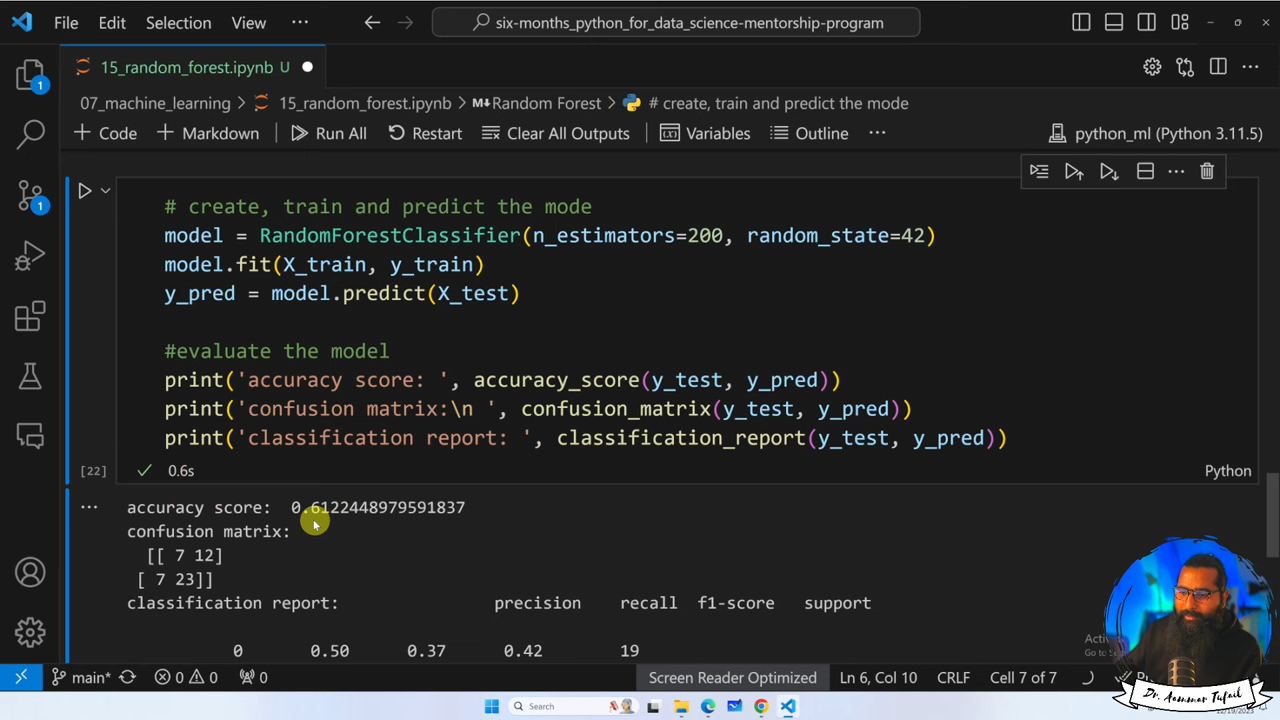 File Edit Selection View ··· six-months_python_for_data_science-mentorship-program
15_random_forest.ipynb U
07_machine_learning > 15_random_forest.ipynb > M↓Random Forest > # create, train and predict the mode
+ Code + Markdown Run All Restart Clear All Outputs Variables Outline ··· python_ml (Python 3.11.5)
1
1
# create, train and predict the mode
model = RandomForestClassifier(n_estimators=200, random_state=42)
model.fit(X_train, y_train)
y_pred = model.predict(X_test)
#evaluate the model
print('accuracy score: ', accuracy_score(y_test, y_pred))
print('confusion matrix:\n ', confusion_matrix(y_test, y_pred))
print('classification report: ', classification_report(y_test, y_pred))
[22] 0.6s Python
accuracy score: 0.6122448979591837
confusion matrix:
[[ 7 12]
[ 7 23]]
classification report: precision recall f1-score support
0 0.50 0.37 0.42 19
main* 0 0 0 Screen Reader Optimized Ln 6, Col 10 CRLF Cell 7 of 7
Dr. Aammar Tufail
Search
12/19/2023